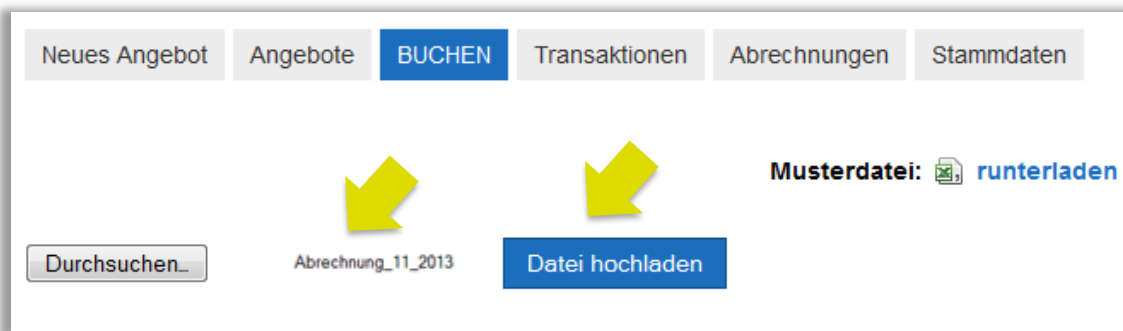 Neues Angebot Angebote BUCHEN Transaktionen Abrechnungen Stammdaten
Musterdatei: runterladen
Durchsuchen… Abrechnung_11_2013 Datei hochladen